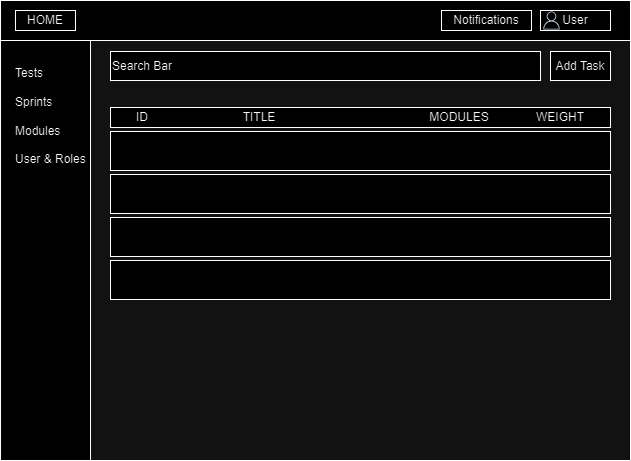 HOME
Notifications
User
Search Bar
Add Task
Tests
Sprints
Modules
User & Roles
ID TITLE MODULES WEIGHT